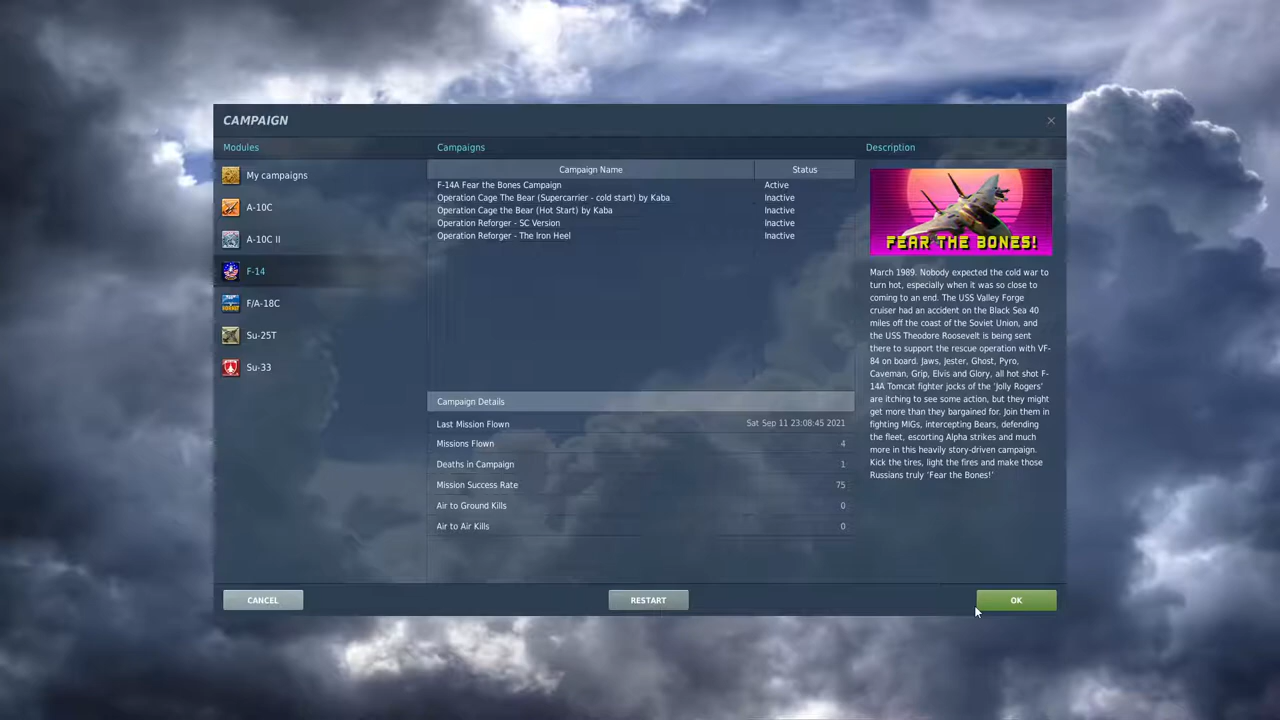 CAMPAIGN
Modules
My campaigns
A-10C
A-10C II
F-14
F/A-18C
Su-25T
Su-33
Campaigns
Campaign Name Status
F-14A Fear the Bones Campaign Active
Operation Cage The Bear (Supercarrier - cold start) by Kaba Inactive
Operation Cage the Bear (Hot Start) by Kaba Inactive
Operation Reforger - SC Version Inactive
Operation Reforger - The Iron Heel Inactive
Campaign Details
Last Mission Flown Sat Sep 11 23:08:45 2021
Missions Flown 4
Deaths in Campaign 1
Mission Success Rate 75
Air to Ground Kills 0
Air to Air Kills 0
Description
FEAR THE BONES!
March 1989. Nobody expected the cold war to
turn hot, especially when it was so close to
coming to an end. The USS Valley Forge
cruiser had an accident on the Black Sea 40
miles off the coast of the Soviet Union, and
the USS Theodore Roosevelt is being sent
there to support the rescue operation with VF-
84 on board. Jaws, Jester, Ghost, Pyro,
Caveman, Grip, Elvis and Glory, all hot shot F-
14A Tomcat fighter jocks of the 'Jolly Rogers'
are itching to see some action, but they might
get more than they bargained for. Join them in
fighting MIGs, intercepting Bears, defending
the fleet, escorting Alpha strikes and much
more in this heavily story-driven campaign.
Kick the tires, light the fires and make those
Russians truly 'Fear the Bones!'
CANCEL
RESTART
OK